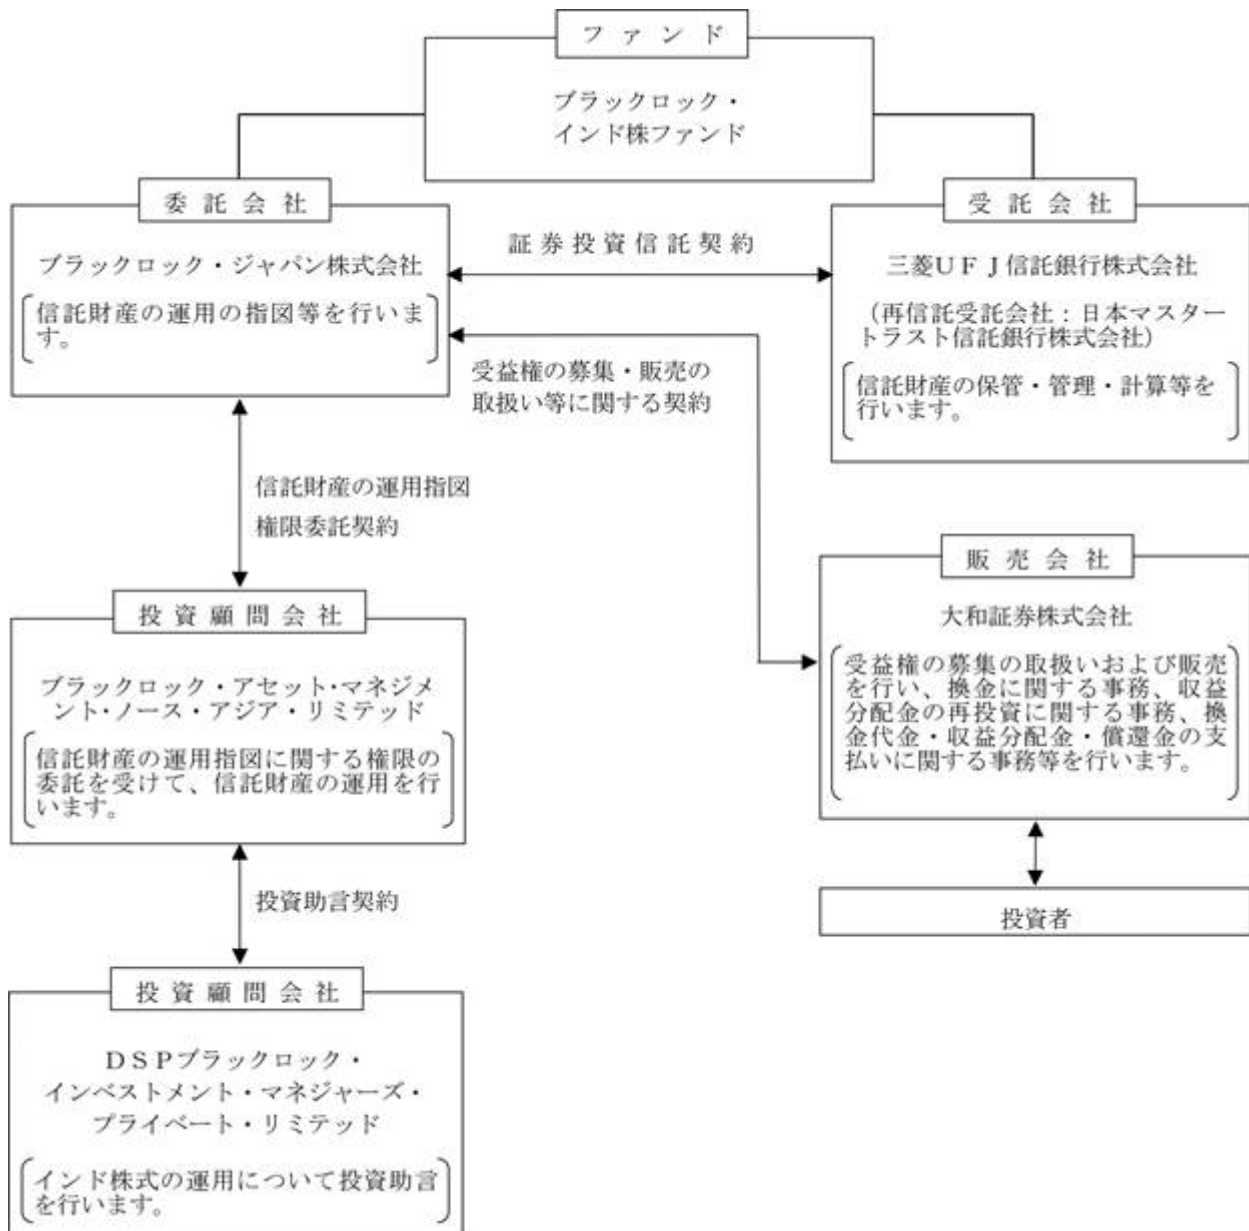 ファンド
ブラックロック・
インド株ファンド
委託会社
ブラックロック・ジャパン株式会社
信託財産の運用の指図等を行いま
す。
証券投資信託契約
受益権の募集・販売の
取扱い等に関する契約
受託会社
三菱UFJ信託銀行株式会社
(再信託受託会社：日本マスター
トラスト信託銀行株式会社)
信託財産の保管・管理・計算等を
行います。
信託財産の運用指図
権限委託契約
投資顧問会社
ブラックロック・アセット・マネジメ
ント・ノース・アジア・リミテッド
信託財産の運用指図に関する権限の
委託を受けて、信託財産の運用を行
います。
販売会社
大和証券株式会社
受益権の募集の取扱いおよび販売
を行い、換金に関する事務、収益
分配金の再投資に関する事務、換
金代金・収益分配金・償還金の支
払いに関する事務等を行います。
投資者
投資助言契約
投資顧問会社
DSPブラックロック・
インベストメント・マネジャーズ・
プライベート・リミテッド
インド株式の運用について投資助言
を行います。